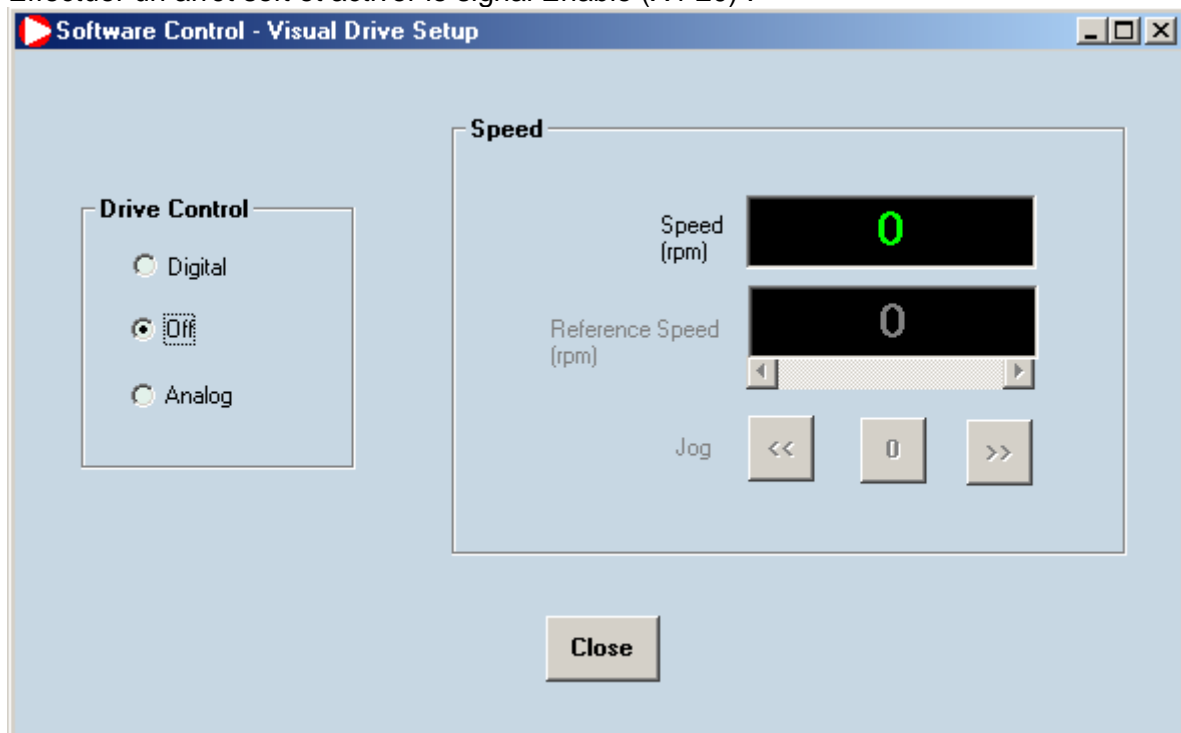 Software Control - Visual Drive Setup
Speed
Drive Control
Speed
(rpm)
0
Digital
Off
Reference Speed
(rpm)
0
Analog
Jog
<<
0
>>
Close